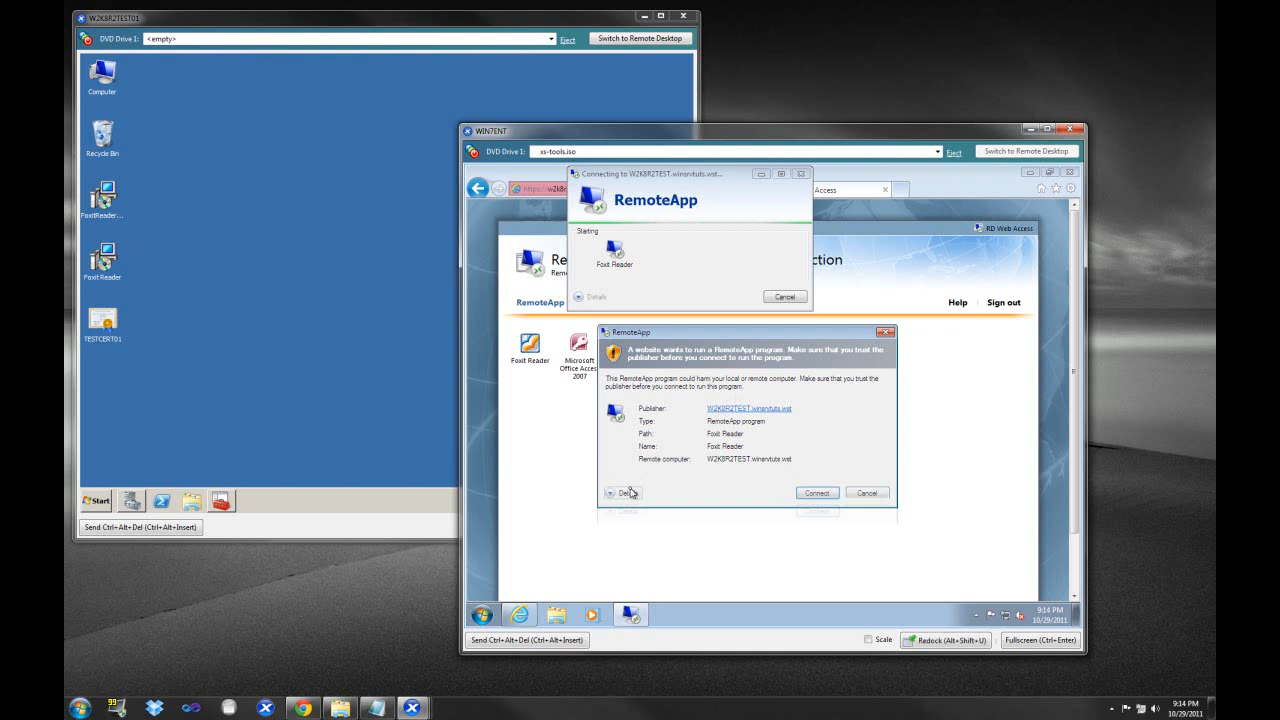 W2K8R2TEST01
DVD Drive 1: <empty> Eject Switch to Remote Desktop
Computer
Recycle Bin
FoxitReader...
Foxit Reader
TESTCERT01
Start
Send Ctrl+Alt+Del (Ctrl+Alt+Insert)
WIN7ENT
DVD Drive 1: xs-tools.iso Eject Switch to Remote Desktop
Connecting to W2K8R2TEST.winsrvtuts.wst...
Access
RemoteApp
RD Web Access
Starting
Foxit Reader
Details Cancel
RemoteApp Help Sign out
Foxit Reader
Microsoft
Office Acces
2007
RemoteApp
A website wants to run a RemoteApp program. Make sure that you trust the
publisher before you connect to run the program.
This RemoteApp program could harm your local or remote computer. Make sure that you trust the
publisher before you connect to run this program.
Publisher: W2K8R2TEST.winsrvtuts.wst
Type: RemoteApp program
Path: Foxit Reader
Name: Foxit Reader
Remote computer: W2K8R2TEST.winsrvtuts.wst
Connect Cancel
9:14 PM
10/29/2011
Send Ctrl+Alt+Del (Ctrl+Alt+Insert) Scale Redock (Alt+Shift+U) Fullscreen (Ctrl+Enter)
99
9:14 PM
10/29/2011